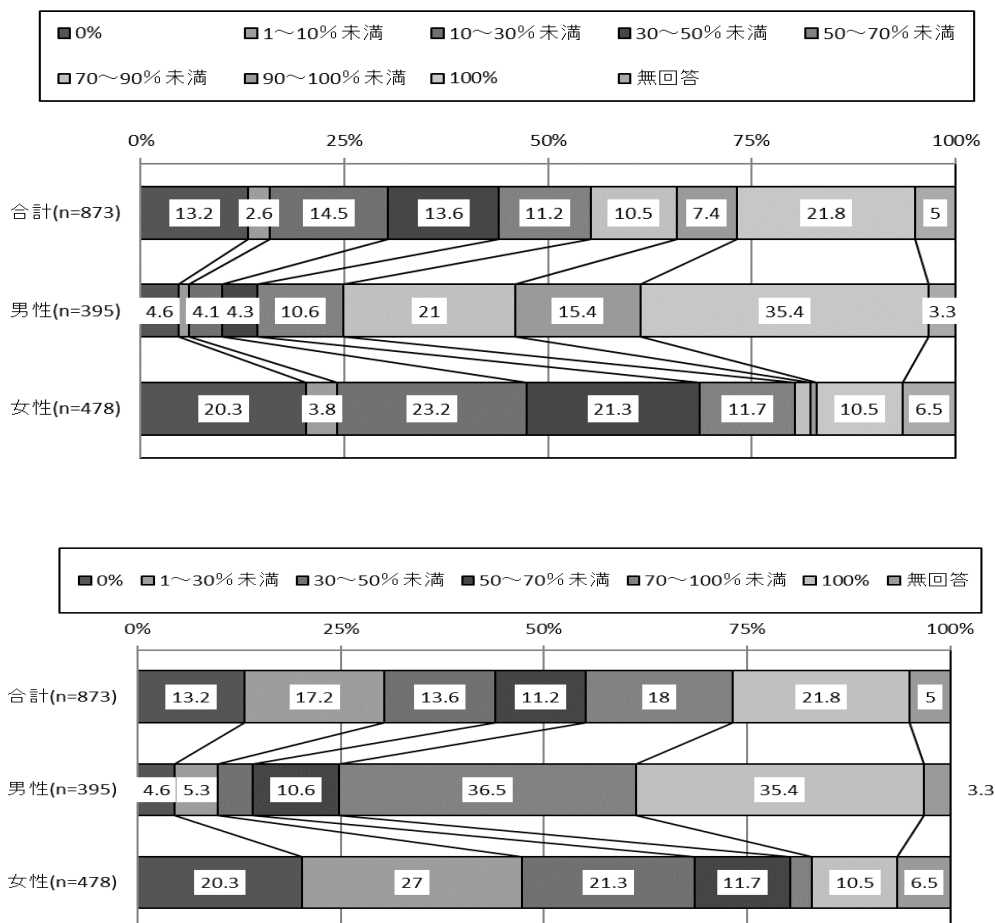 0% 1～10%未満 10～30%未満 30～50%未満 50～70%未満
70～90%未満 90～100%未満 100% 無回答
0% 25% 50% 75% 100%
合計(n=873) 13.2 2.6 14.5 13.6 11.2 10.5 7.4 21.8 5
男性(n=395) 4.6 4.1 4.3 10.6 21 15.4 35.4 3.3
女性(n=478) 20.3 3.8 23.2 21.3 11.7 10.5 6.5
0% 1～30%未満 30～50%未満 50～70%未満 70～100%未満 100% 無回答
0% 25% 50% 75% 100%
合計(n=873) 13.2 17.2 13.6 11.2 18 21.8 5
男性(n=395) 4.6 5.3 10.6 36.5 35.4 3.3
女性(n=478) 20.3 27 21.3 11.7 10.5 6.5